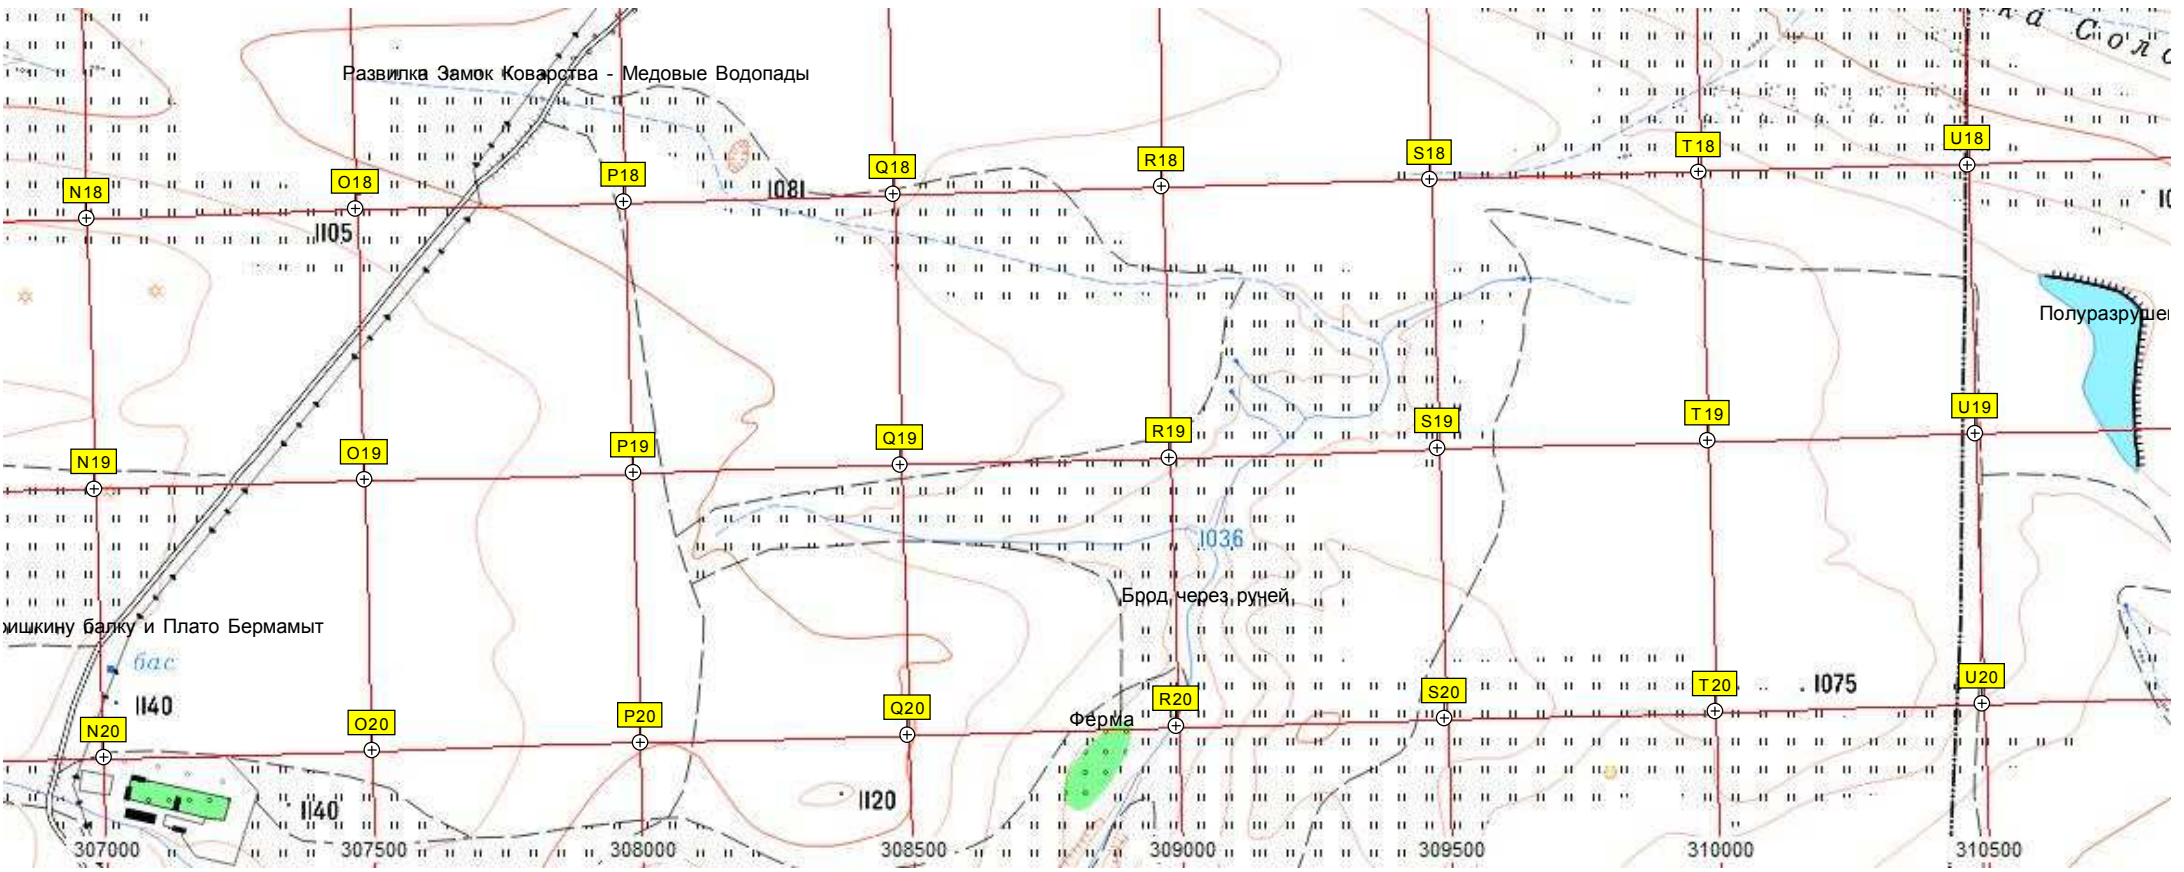 ка Соло
Развилка Замок Коварства - Медовые Водопады
N18 O18 P18 Q18 R18 S18 T18 U18
1081
1105
Полуразруше
N19 O19 P19 Q19 R19 S19 T19 U19
1036
Брод через ручей
ишкину балку и Плато Бермамыт
бас
1140
1075
N20 O20 P20 Q20 R20 S20 T20 U20
Ферма
1120
1140
307000 307500 308000 308500 309000 309500 310000 310500